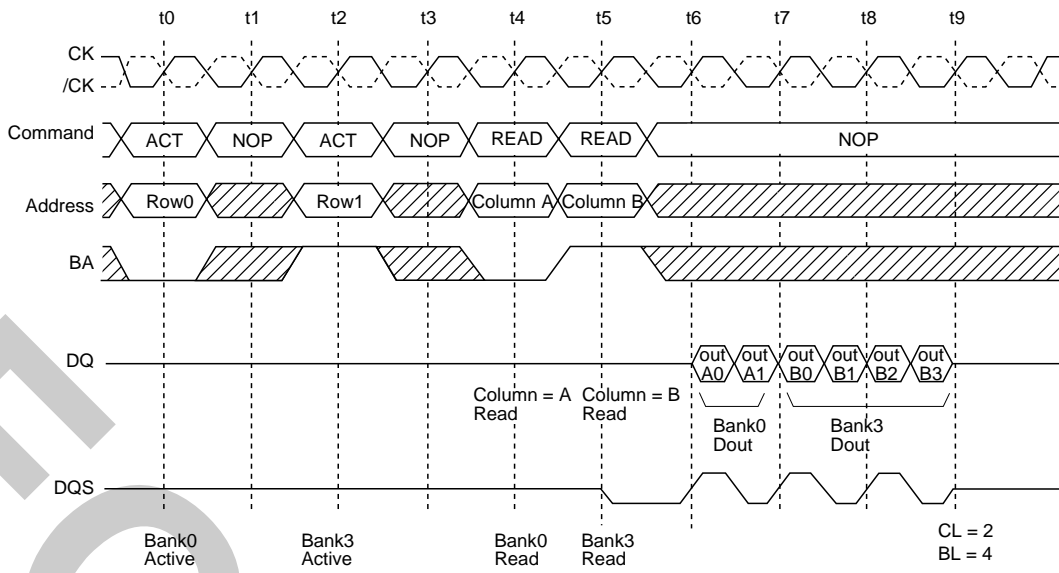 t0 t1 t2 t3 t4 t5 t6 t7 t8 t9
CK
/CK
Command ACT NOP ACT NOP READ READ NOP
Address Row0 Row1 Column A Column B
BA
DQ out out out out out out
A0 A1 B0 B1 B2 B3
Column = A Column = B
Read Read
Bank0 Bank3
Dout Dout
DQS
Bank0 Bank3 Bank0 Bank3
Active Active Read Read
CL = 2
BL = 4